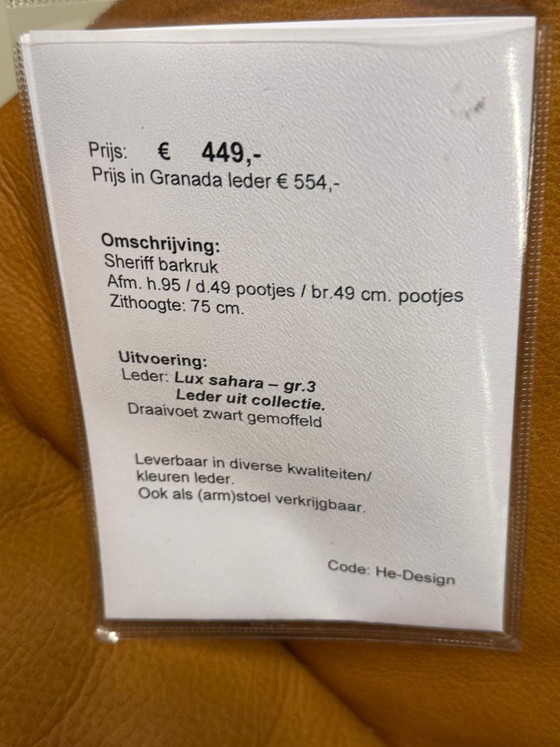 Prijs: € 449,-
Prijs in Granada leder € 554,-
Omschrijving:
Sheriff barkruk
Afm. h.95 / d.49 pootjes / br.49 cm. pootjes
Zithoogte: 75 cm.
Uitvoering:
Leder: Lux sahara – gr.3
Leder uit collectie.
Draaivoet zwart gemoffeld
Leverbaar in diverse kwaliteiten/
kleuren leder.
Ook als (arm)stoel verkrijgbaar.
Code: He-Design